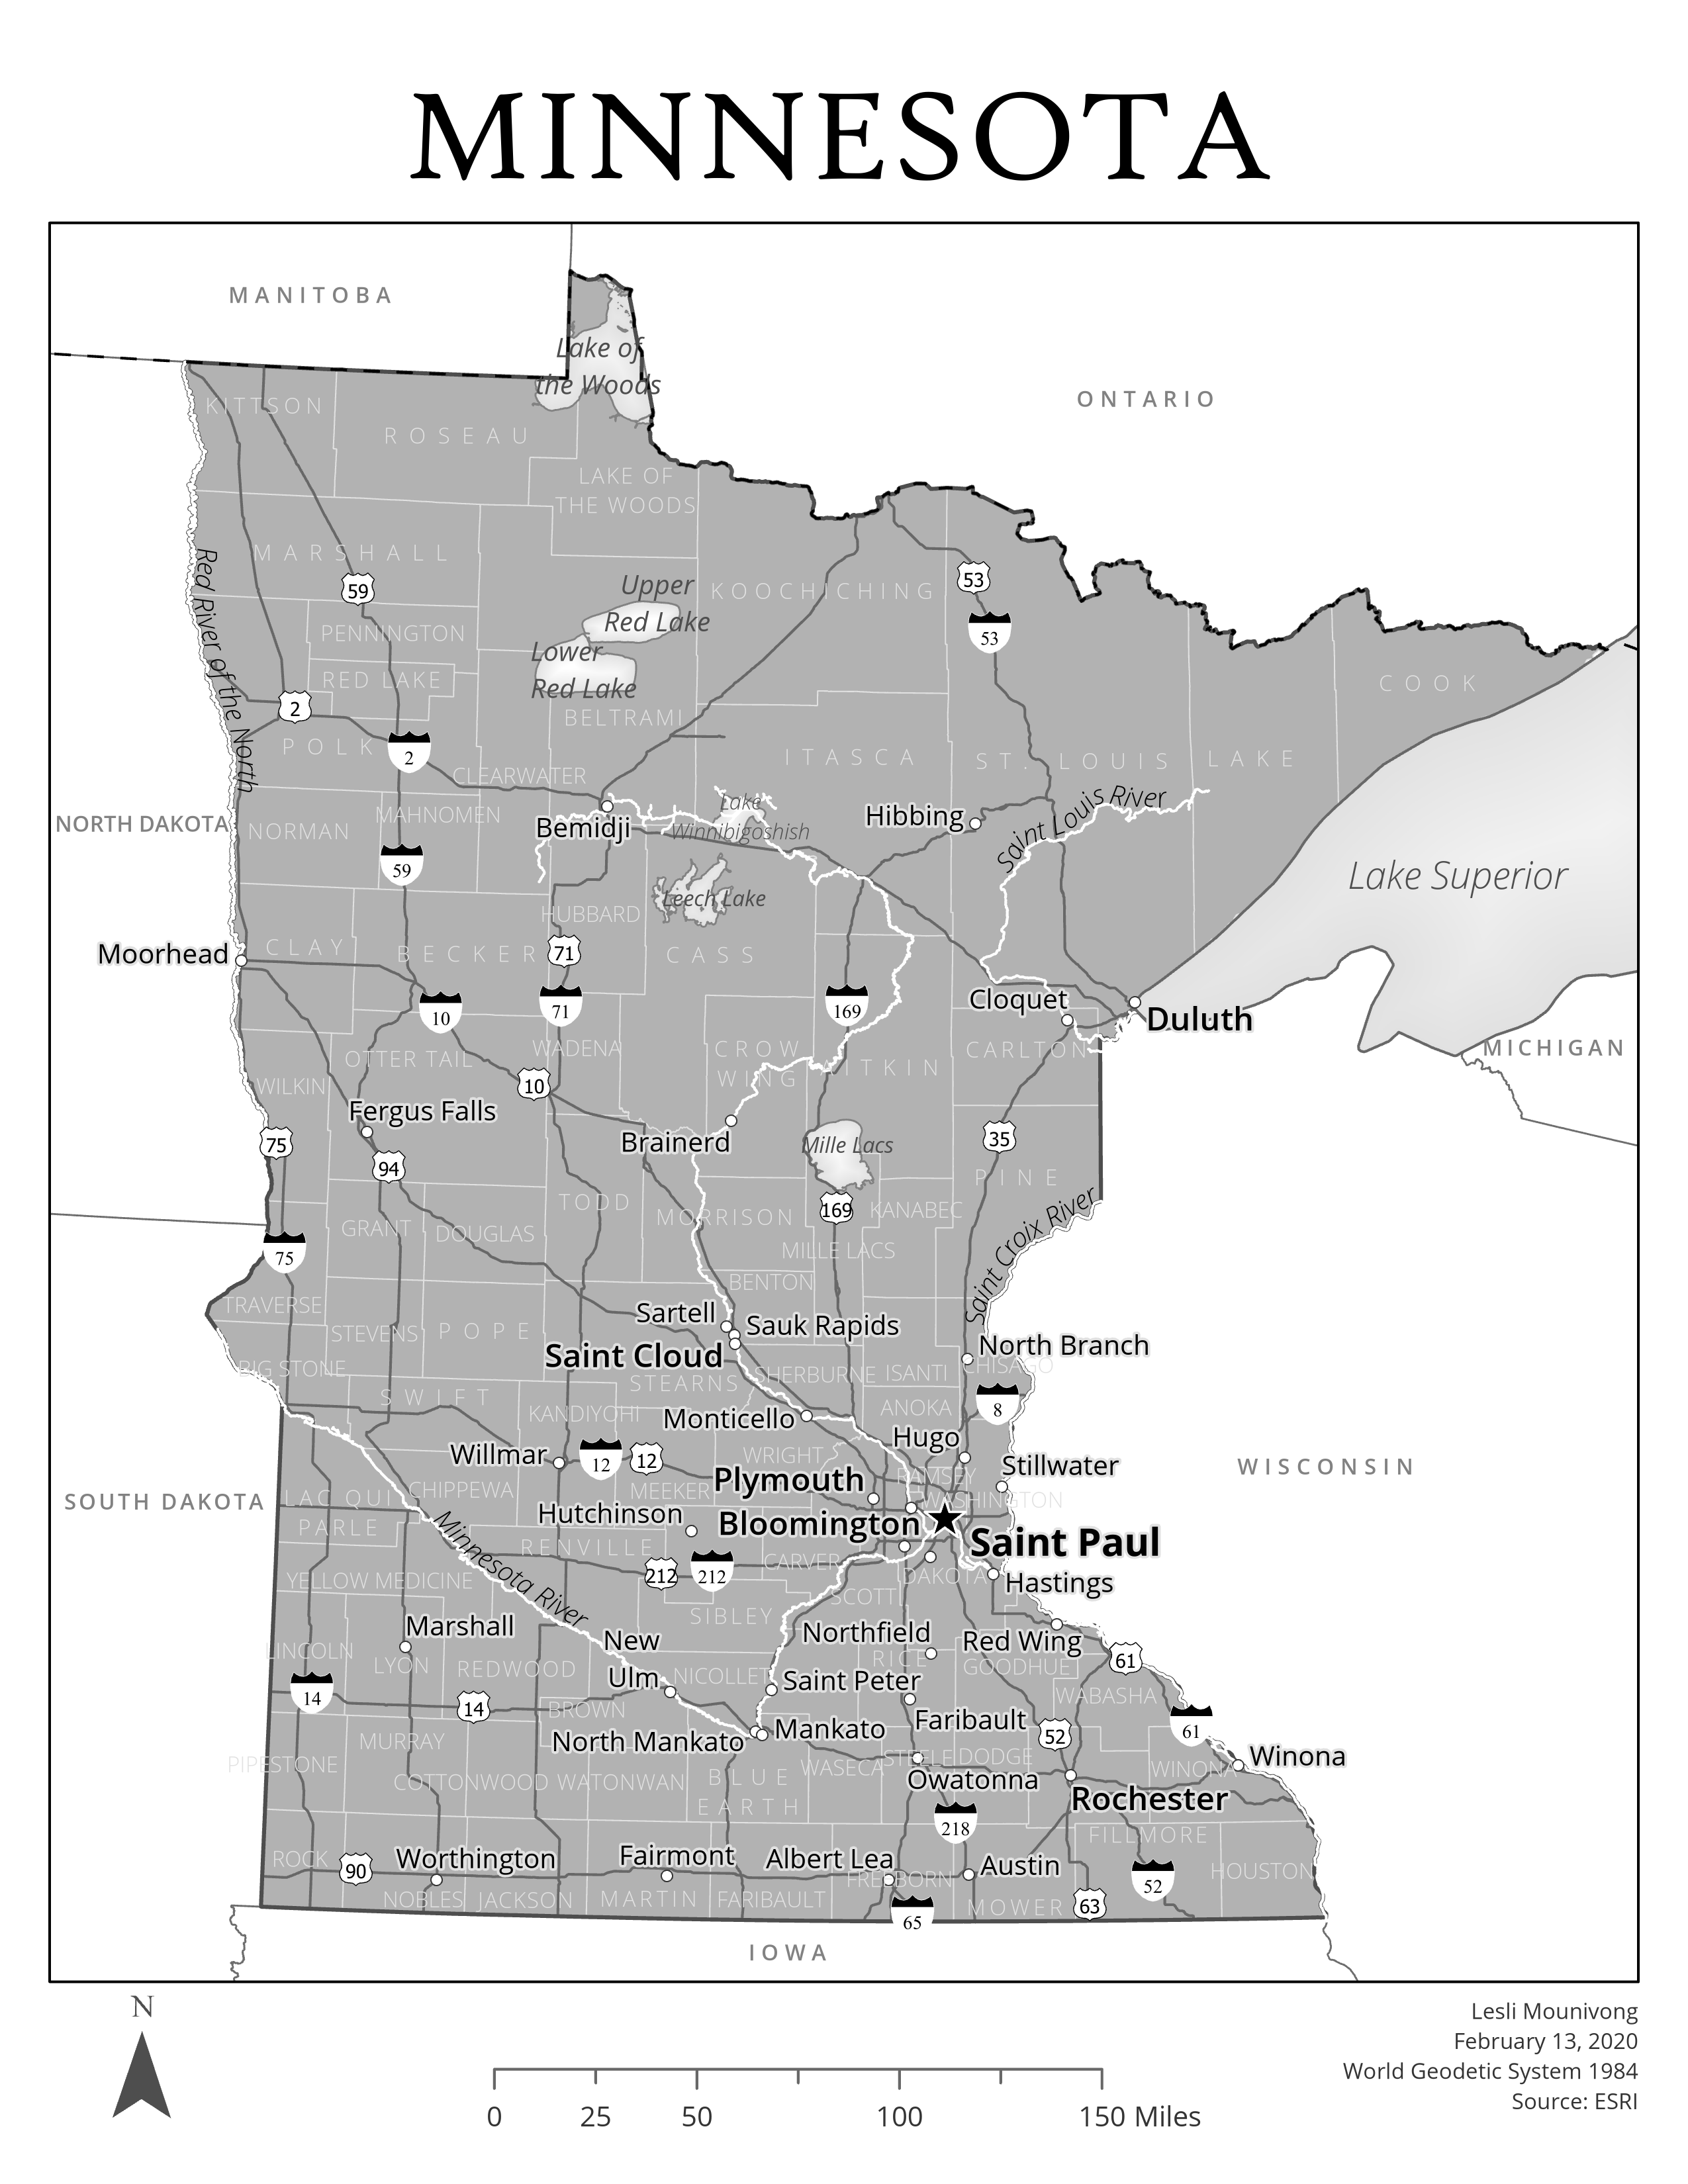 MINNESOTA
MANITOBA
ONTARIO
Lake of
the Woods
KITTSON
ROSEAU
LAKE OF
THE WOODS
MARSHALL
59
53
KOOCHICHING
Upper
Red Lake
53
Red River of the North
PENNINGTON
Lower
Red Lake
RED LAKE
COOK
2
BELTRAMI
POLK
2
ITASCA
ST. LOUIS
LAKE
CLEARWATER
NORTH DAKOTA
NORMAN
MAHNOMEN
Bemidji
Lake
Winnibigoshish
Hibbing
Saint Louis River
59
Leech Lake
Lake Superior
HUBBARD
Moorhead
CLAY
BECKER
71
CASS
10
71
169
Cloquet
Duluth
OTTER TAIL
WADENA
CROW
WING
ITKIN
CARLTON
MICHIGAN
WILKIN
10
Fergus Falls
75
94
Brainerd
Mille Lacs
35
PINE
TODD
MORRISON
169
KANABEC
GRANT
DOUGLAS
MILLE LACS
Saint Croix River
75
BENTON
TRAVERSE
Sartell
Sauk Rapids
STEVENS
POPE
Saint Cloud
North Branch
BIG STONE
STEARNS
SHERBURNE
ISANTI
CHISAGO
SWIFT
KANDIYOHI
Monticello
ANOKA
8
Willmar
12
12
WRIGHT
Hugo
Stillwater
WISCONSIN
SOUTH DAKOTA
LAC QUI
PARLE
CHIPPEWA
MEEKER
Plymouth
RAMSEY
WASHINGTON
Hutchinson
Bloomington
Saint Paul
Minnesota River
RENVILLE
CARVER
212
212
YELLOW MEDICINE
SCOTT
DAKOTA
Hastings
SIBLEY
Marshall
New
Ulm
Northfield
Red Wing
LINCOLN
LYON
REDWOOD
NICOLLET
Saint Peter
RICE
GOODHUE
61
14
14
BROWN
WABASHA
Faribault
61
North Mankato
Mankato
52
MURRAY
PIPESTONE
WASECA
STEELE
DODGE
WINONA
Winona
COTTONWOOD
WATONWAN
BLUE
EARTH
Owatonna
Rochester
218
FILLMORE
ROCK
90
Worthington
Fairmont
Albert Lea
FREEBORN
Austin
52
HOUSTON
NOBLES
JACKSON
MARTIN
FARIBAULT
65
MOWER
63
IOWA
N
Lesli Mounivong
February 13, 2020
World Geodetic System 1984
Source: ESRI
0 25 50 100 150 Miles